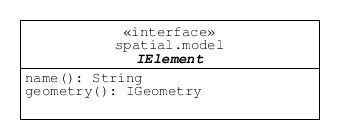 «interface»
spatial.model
IElement
name(): String
geometry(): IGeometry